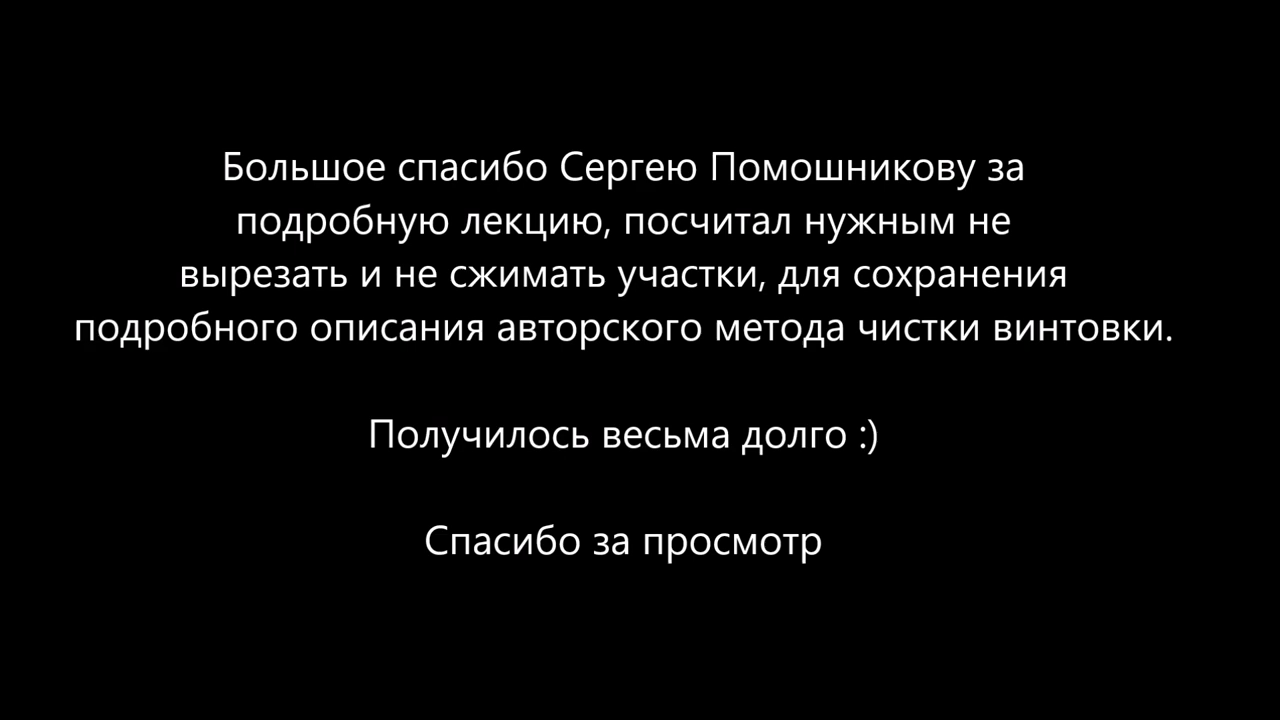 Большое спасибо Сергею Помошникову за
подробную лекцию, посчитал нужным не
вырезать и не сжимать участки, для сохранения
подробного описания авторского метода чистки винтовки.
Получилось весьма долго :)
Спасибо за просмотр